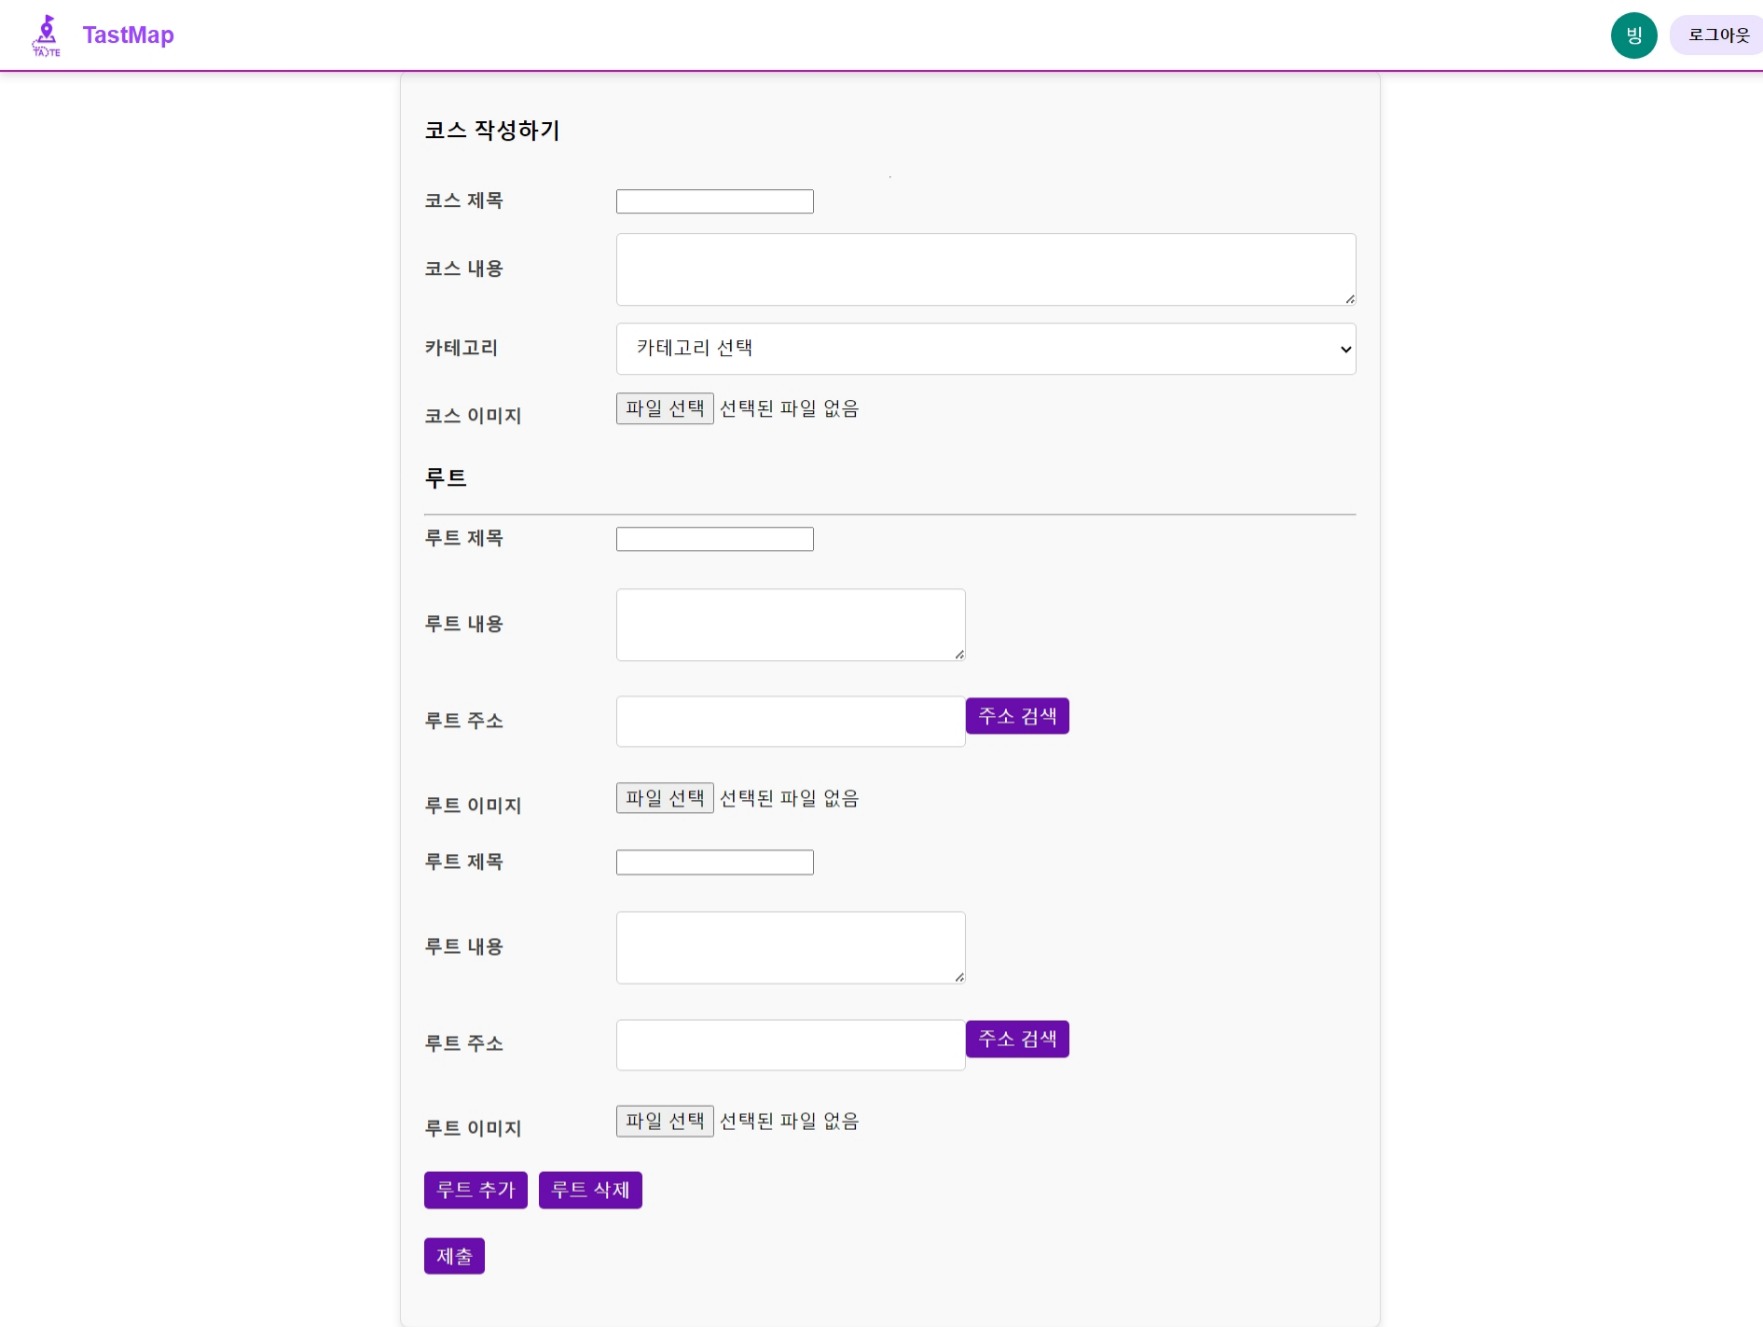 TastMap
빙
로그아웃
TASTE
코스 작성하기
코스 제목
코스 내용
카테고리
카테고리 선택
코스 이미지
파일 선택 선택된 파일 없음
루트
루트 제목
루트 내용
루트 주소
주소 검색
루트 이미지
파일 선택 선택된 파일 없음
루트 제목
루트 내용
루트 주소
주소 검색
루트 이미지
파일 선택 선택된 파일 없음
루트 추가 루트 삭제
제출